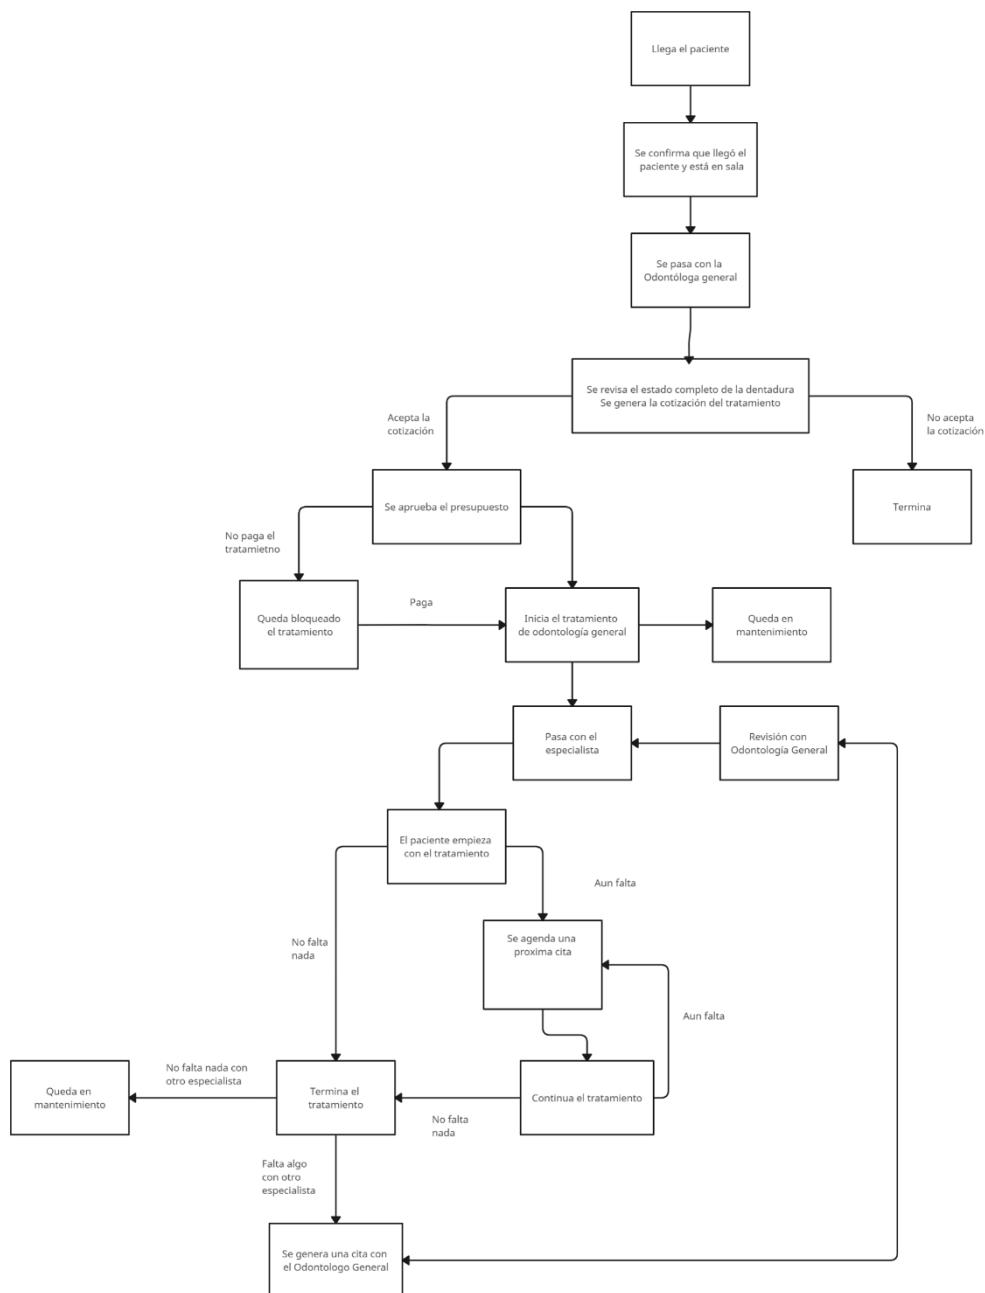 Llega el paciente
Se confirma que llegó el
paciente y está en sala
Se pasa con la
Odontóloga general
Se revisa el estado completo de la dentadura
Se genera la cotización del tratamiento
Acepta la
cotización
No acepta
la cotización
Se aprueba el presupuesto
Termina
No paga el
tratamietno
Queda bloqueado
el tratamiento
Paga
Inicia el tratamiento
de odontología general
Queda en
mantenimiento
Pasa con el
especialista
Revisión con
Odontología General
El paciente empieza
con el tratamiento
Aun falta
Se agenda una
proxima cita
No falta
nada
Aun falta
No falta nada con
otro especialista
Queda en
mantenimiento
Termina el
tratamiento
Continua el tratamiento
No falta
nada
Falta algo
con otro
especialista
Se genera una cita con
el Odontologo General